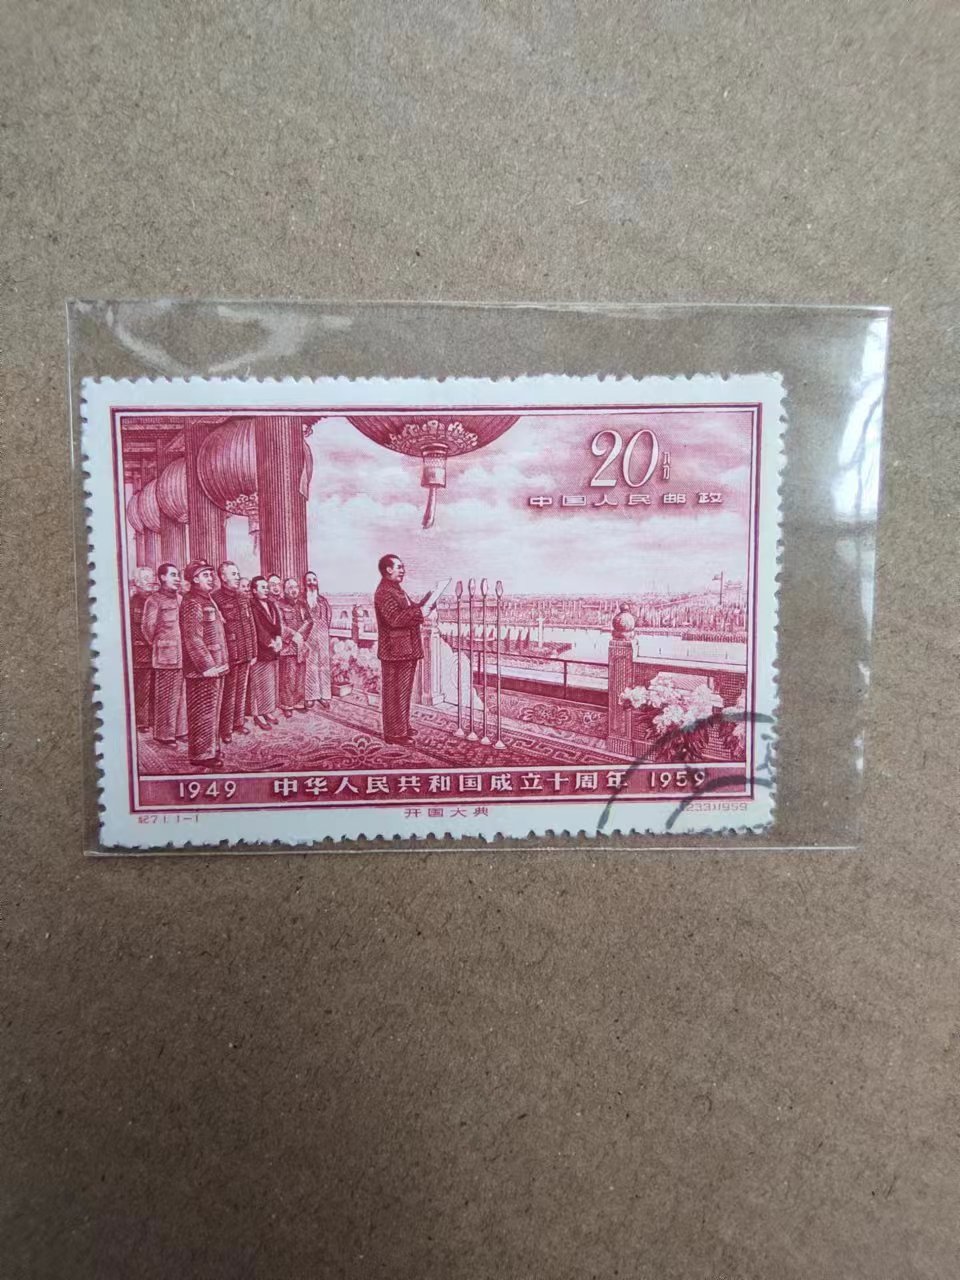 20分
中国人民邮政
1949 中华人民共和国成立十周年 1959
开国大典
纪71.1-1 (233)1959